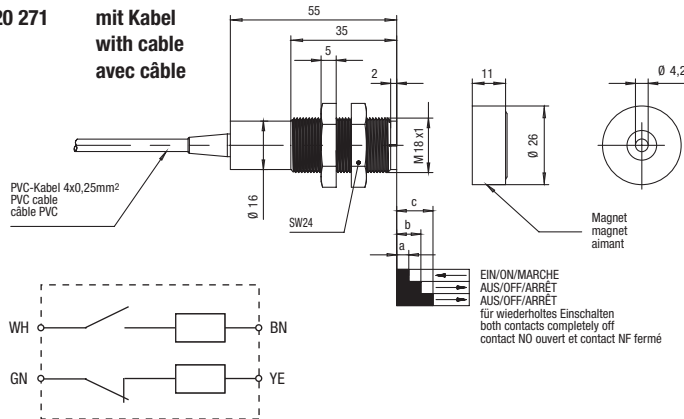 20 271
mit Kabel
with cable
avec câble
55
35
5
2
11
Ø 4,2
M 18 x1
Ø 26
PVC-Kabel 4x0,25mm²
PVC cable
câble PVC
Ø 16
SW24
c
b
a
Magnet
magnet
aimant
EIN/ON/MARCHE
AUS/OFF/ARRÊT
AUS/OFF/ARRÊT
für wiederholtes Einschalten
both contacts completely off
contact NO ouvert et contact NF fermé
WH
BN
GN
YE